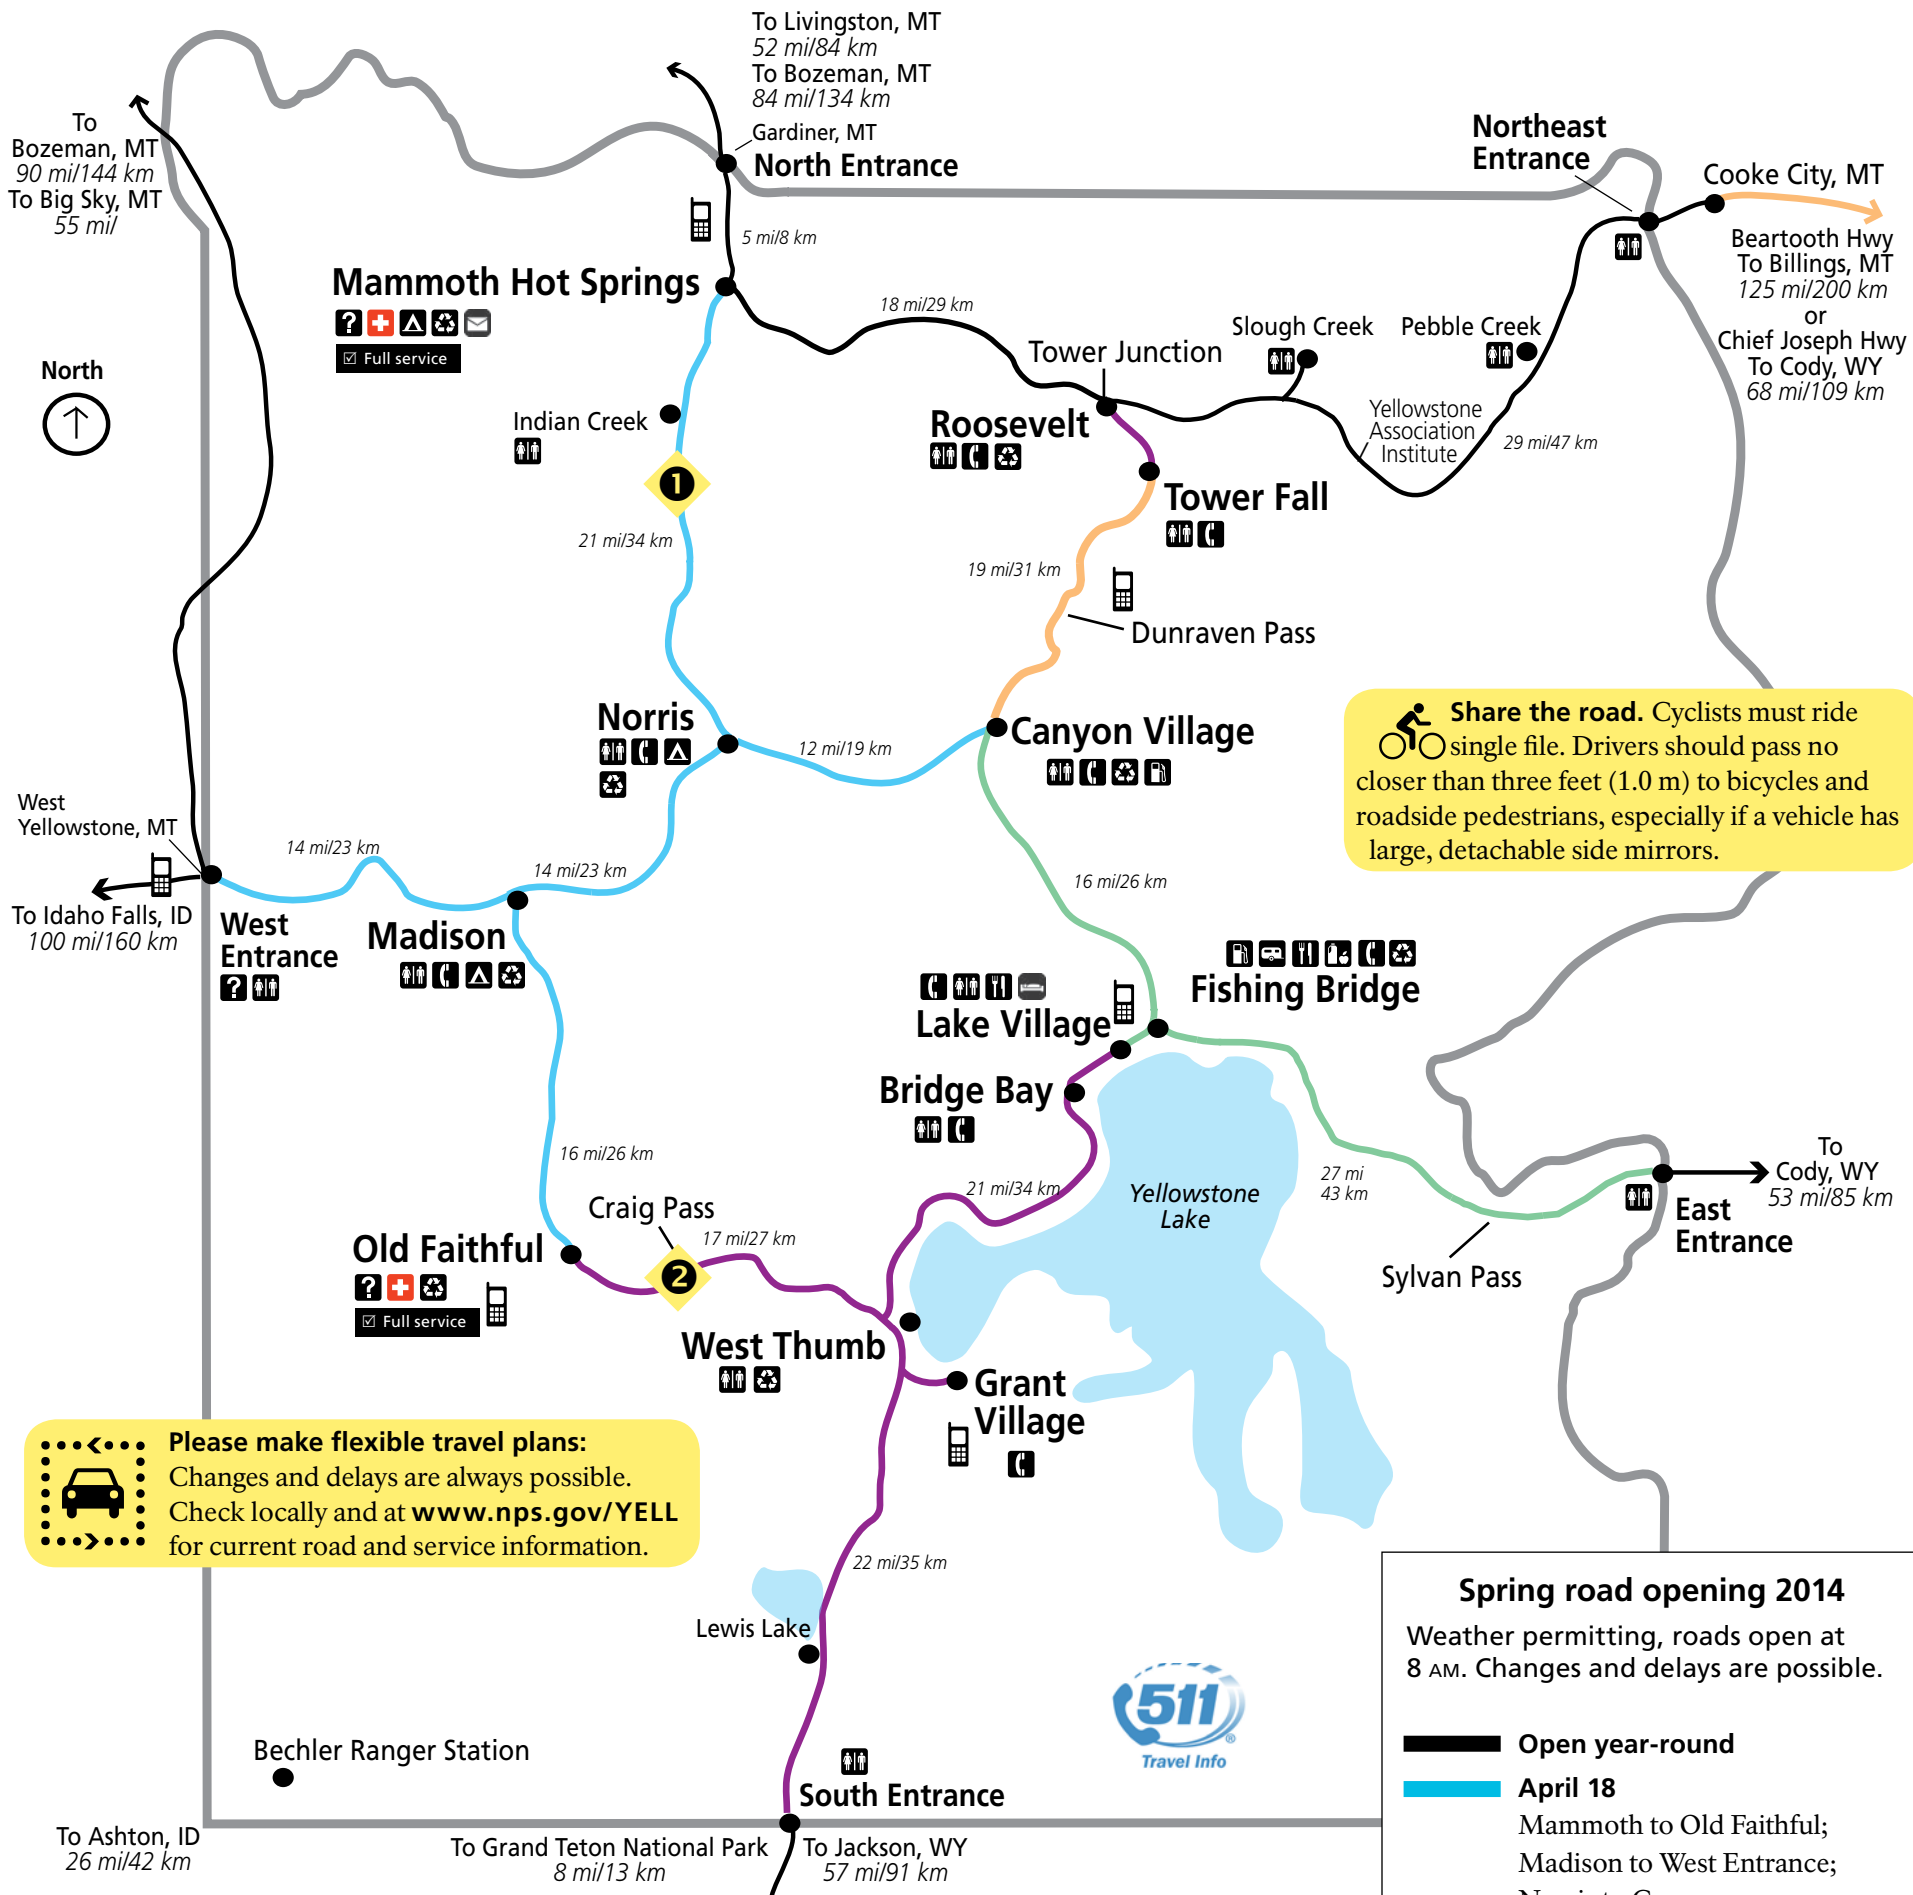 To Livingston, MT
52 mi/84 km
To Bozeman, MT
84 mi/134 km
Gardiner, MT
North Entrance
To
Bozeman, MT
90 mi/144 km
To Big Sky, MT
55 mi/
Northeast
Entrance
Cooke City, MT
Beartooth Hwy
To Billings, MT
125 mi/200 km
or
Chief Joseph Hwy
To Cody, WY
68 mi/109 km
5 mi/8 km
Mammoth Hot Springs
Full service
18 mi/29 km
Slough Creek
Pebble Creek
Tower Junction
North
Indian Creek
Roosevelt
Yellowstone
Association
Institute
29 mi/47 km
1
Tower Fall
21 mi/34 km
19 mi/31 km
Dunraven Pass
Norris
12 mi/19 km
Canyon Village
Share the road. Cyclists must ride
single file. Drivers should pass no
closer than three feet (1.0 m) to bicycles and
roadside pedestrians, especially if a vehicle has
large, detachable side mirrors.
West
Yellowstone, MT
14 mi/23 km
14 mi/23 km
16 mi/26 km
To Idaho Falls, ID
100 mi/160 km
West
Entrance
Madison
Fishing Bridge
Lake Village
Bridge Bay
16 mi/26 km
Craig Pass
21 mi/34 km
Yellowstone
Lake
27 mi
43 km
To
Cody, WY
53 mi/85 km
East
Entrance
Old Faithful
17 mi/27 km
2
Sylvan Pass
Full service
West Thumb
Grant
Village
Please make flexible travel plans:
Changes and delays are always possible.
Check locally and at www.nps.gov/YELL
for current road and service information.
22 mi/35 km
Lewis Lake
511
Travel Info
Bechler Ranger Station
South Entrance
To Ashton, ID
26 mi/42 km
To Grand Teton National Park
8 mi/13 km
To Jackson, WY
57 mi/91 km
Spring road opening 2014
Weather permitting, roads open at
8 AM. Changes and delays are possible.
Open year-round
April 18
Mammoth to Old Faithful;
Madison to West Entrance;